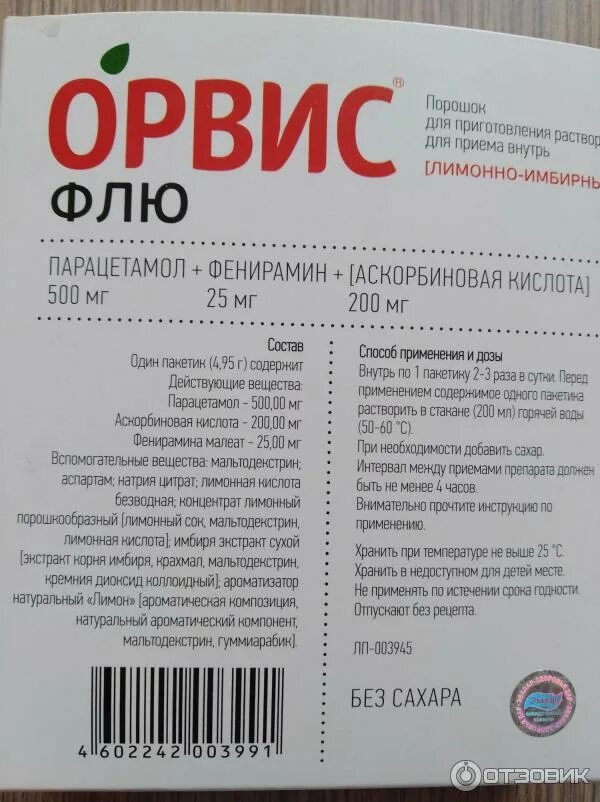 ОРВИС®
ФЛЮ
Порошок
для приготовления раствор
для приема внутрь
[ЛИМОННО-ИМБИРНЫ
ПАРАЦЕТАМОЛ + ФЕНИРАМИН + [АСКОРБИНОВАЯ КИСЛОТА]
500 мг 25 мг 200 мг
Состав
Один пакетик (4,95 г) содержит
Действующие вещества:
Парацетамол - 500,00 мг
Аскорбиновая кислота - 200,00 мг
Фенирамина малеат - 25,00 мг
Вспомогательные вещества: мальтодекстрин;
аспартам; натрия цитрат; лимонная кислота
безводная; концентрат лимонный
порошкообразный [лимонный сок, мальтодекстрин,
лимонная кислота]; имбиря экстракт сухой
[экстракт корня имбиря, крахмал, мальтодекстрин,
кремния диоксид коллоидный]; ароматизатор
натуральный «Лимон» [ароматическая композиция,
натуральный ароматический компонент,
мальтодекстрин, гуммиарабик].
Способ применения и дозы
Внутрь по 1 пакетику 2-3 раза в сутки. Перед
применением содержимое одного пакетика
растворить в стакане (200 мл) горячей воды
(50-60 °С).
При необходимости добавить сахар.
Интервал между приемами препарата должен
быть не менее 4 часов.
Внимательно прочтите инструкцию по
применению.
Хранить при температуре не выше 25 °С.
Хранить в недоступном для детей месте.
Не применять по истечении срока годности.
Отпускают без рецепта.
ЛП-003945
БЕЗ САХАРА
4 602242 003991
ОТЗОВИК